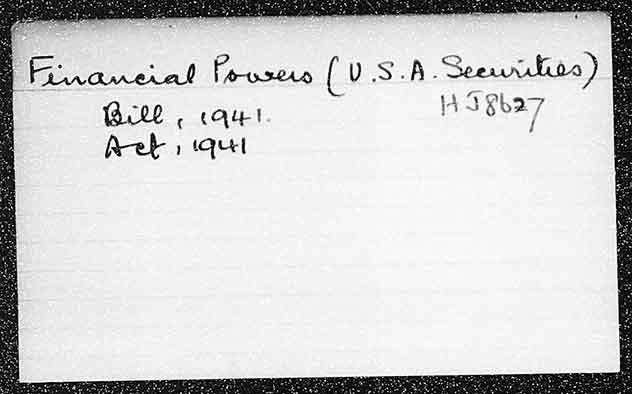 Financial Powers (U.S.A. Securities)
Bill, 1941. HJ8627
Act, 1941